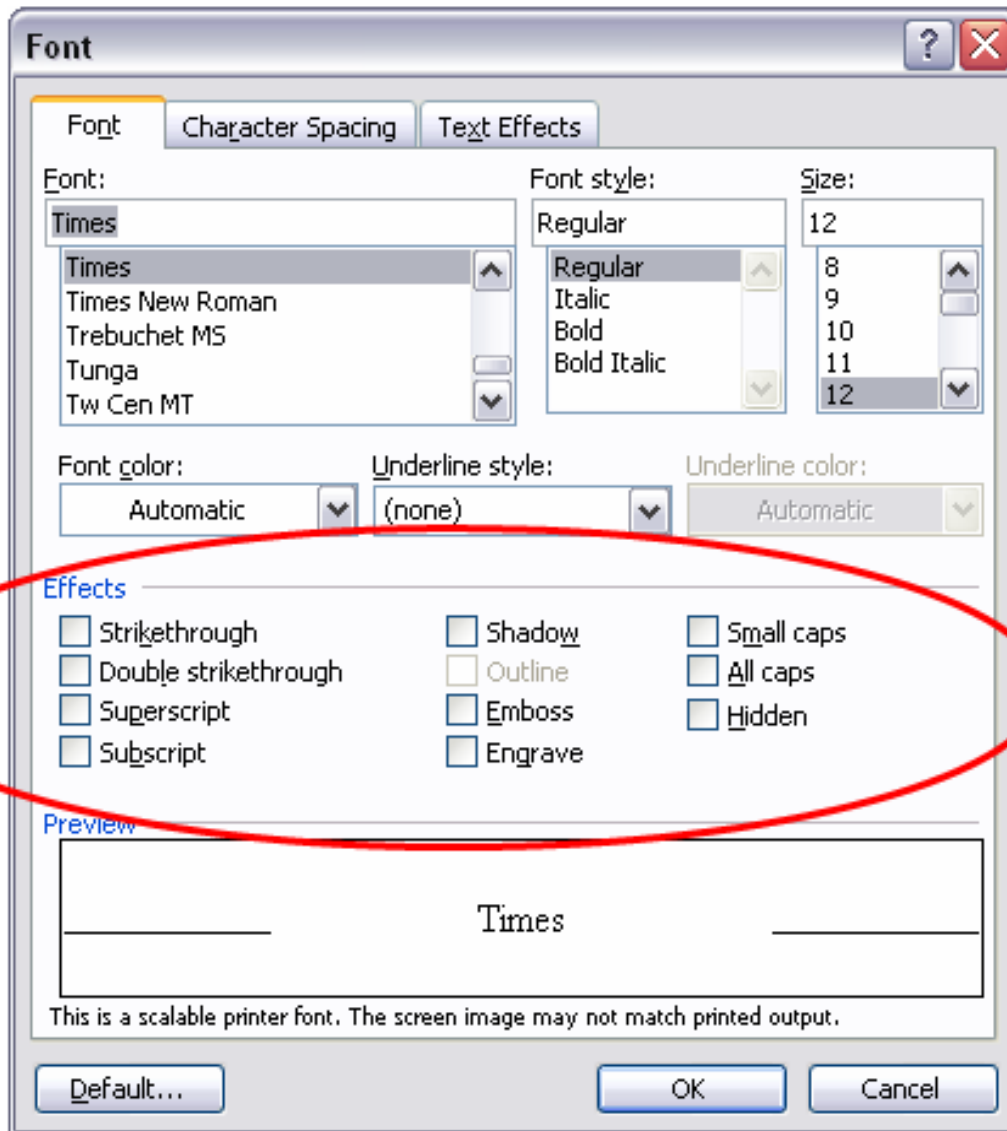 Font
Font Character Spacing Text Effects
Font: Font style: Size:
Times Regular 12
Times Regular 8
Times New Roman Italic 9
Trebuchet MS Bold 10
Tunga Bold Italic 11
Tw Cen MT 12
Font color: Underline style: Underline color:
Automatic (none) Automatic
Effects
Strikethrough Shadow Small caps
Double strikethrough Outline All caps
Superscript Emboss Hidden
Subscript Engrave
Preview
Times
This is a scalable printer font. The screen image may not match printed output.
Default... OK Cancel